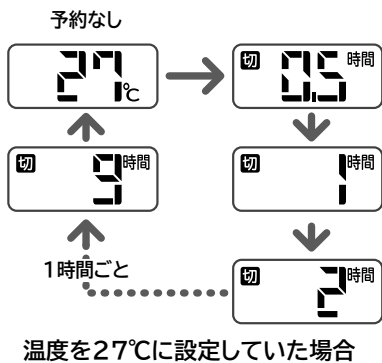 予約なし
27℃
切 0.5 時間
切 9 時間
切 1 時間
1時間ごと
切 2 時間
温度を27℃に設定していた場合